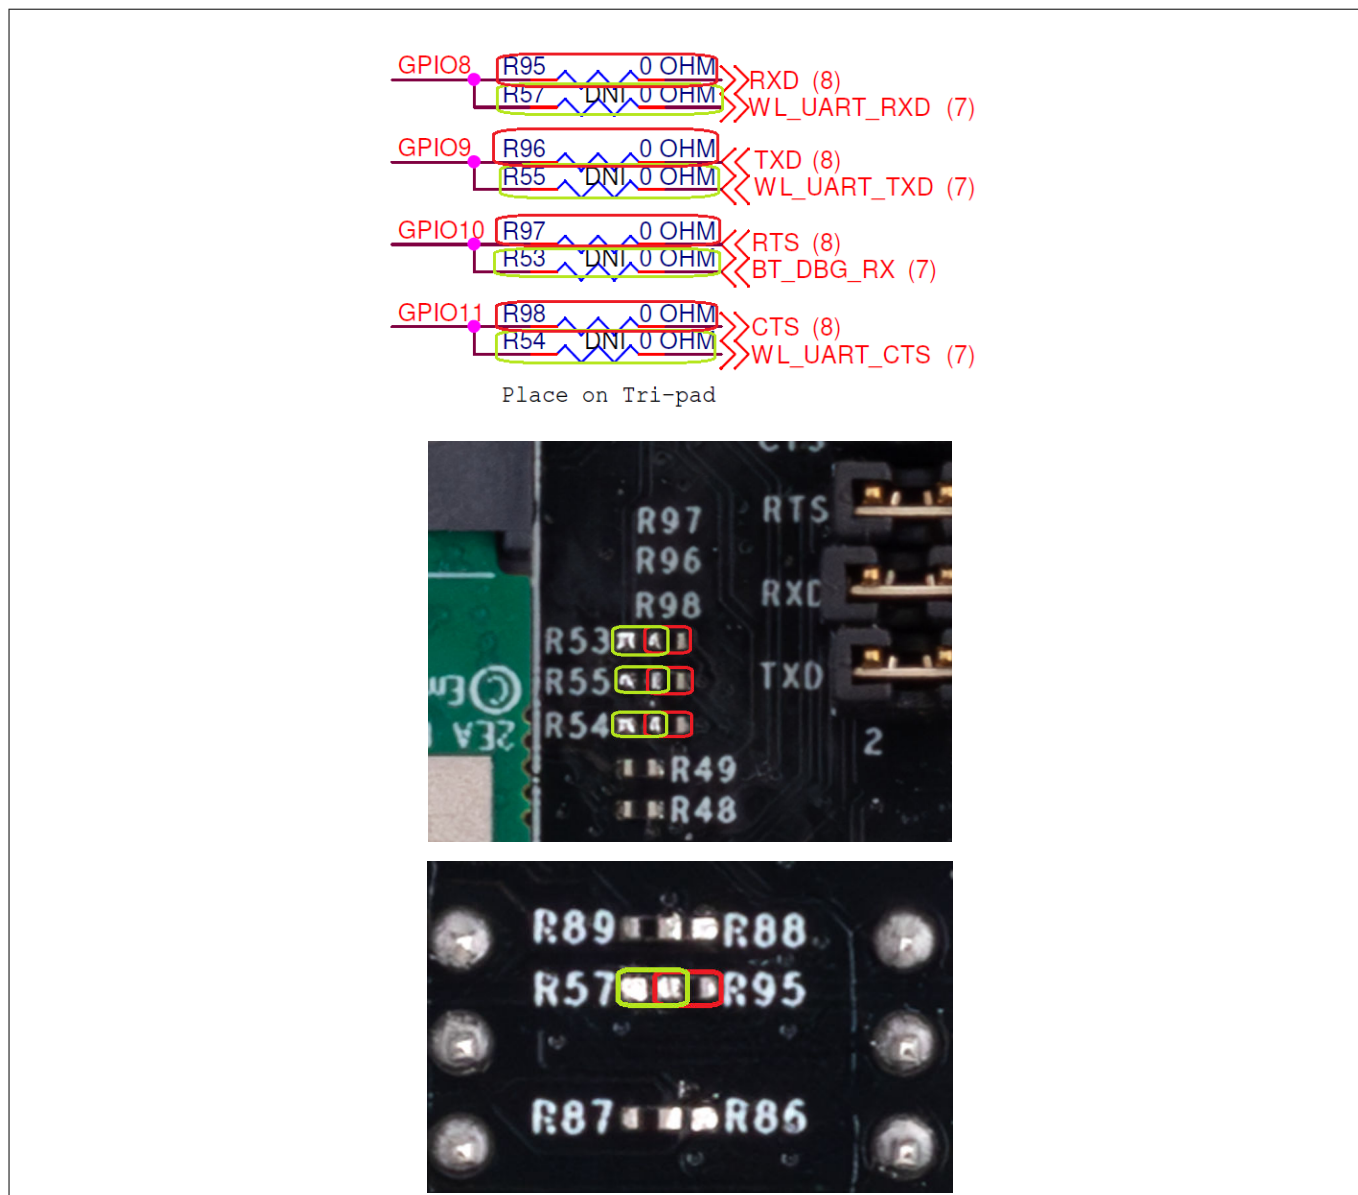 GPIO8 R95 0 OHM RXD (8)
R57 DNI 0 OHM WL_UART_RXD (7)
GPIO9 R96 0 OHM TXD (8)
R55 DNI 0 OHM WL_UART_TXD (7)
GPIO10 R97 0 OHM RTS (8)
R53 DNI 0 OHM BT_DBG_RX (7)
GPIO11 R98 0 OHM CTS (8)
R54 DNI 0 OHM WL_UART_CTS (7)
Place on Tri-pad
CTS
R97 RTS
R96
R98 RXD
R53
R55 TXD
R54
2
R49
R48
R89 R88
R57 R95
R87 R86